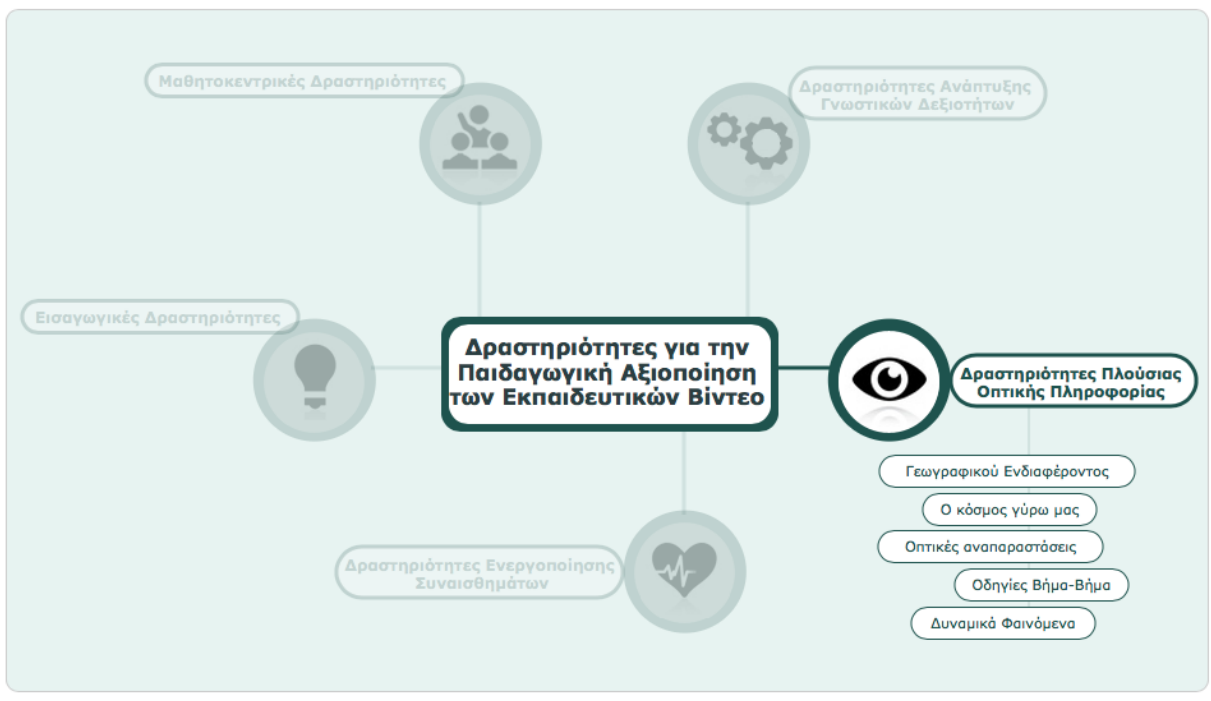 Μαθητοκεντρικές Δραστηριότητες
Δραστηριότητες Ανάπτυξης
Γνωστικών Δεξιοτήτων
Εισαγωγικές Δραστηριότητες
Δραστηριότητες για την
Παιδαγωγική Αξιοποίηση
των Εκπαιδευτικών Βίντεο
Δραστηριότητες Πλούσιας
Οπτικής Πληροφορίας
Γεωγραφικού Ενδιαφέροντος
Ο κόσμος γύρω μας
Οπτικές αναπαραστάσεις
Οδηγίες Βήμα-Βήμα
Δυναμικά Φαινόμενα
Δραστηριότητες Ενεργοποίησης
Συναισθημάτων